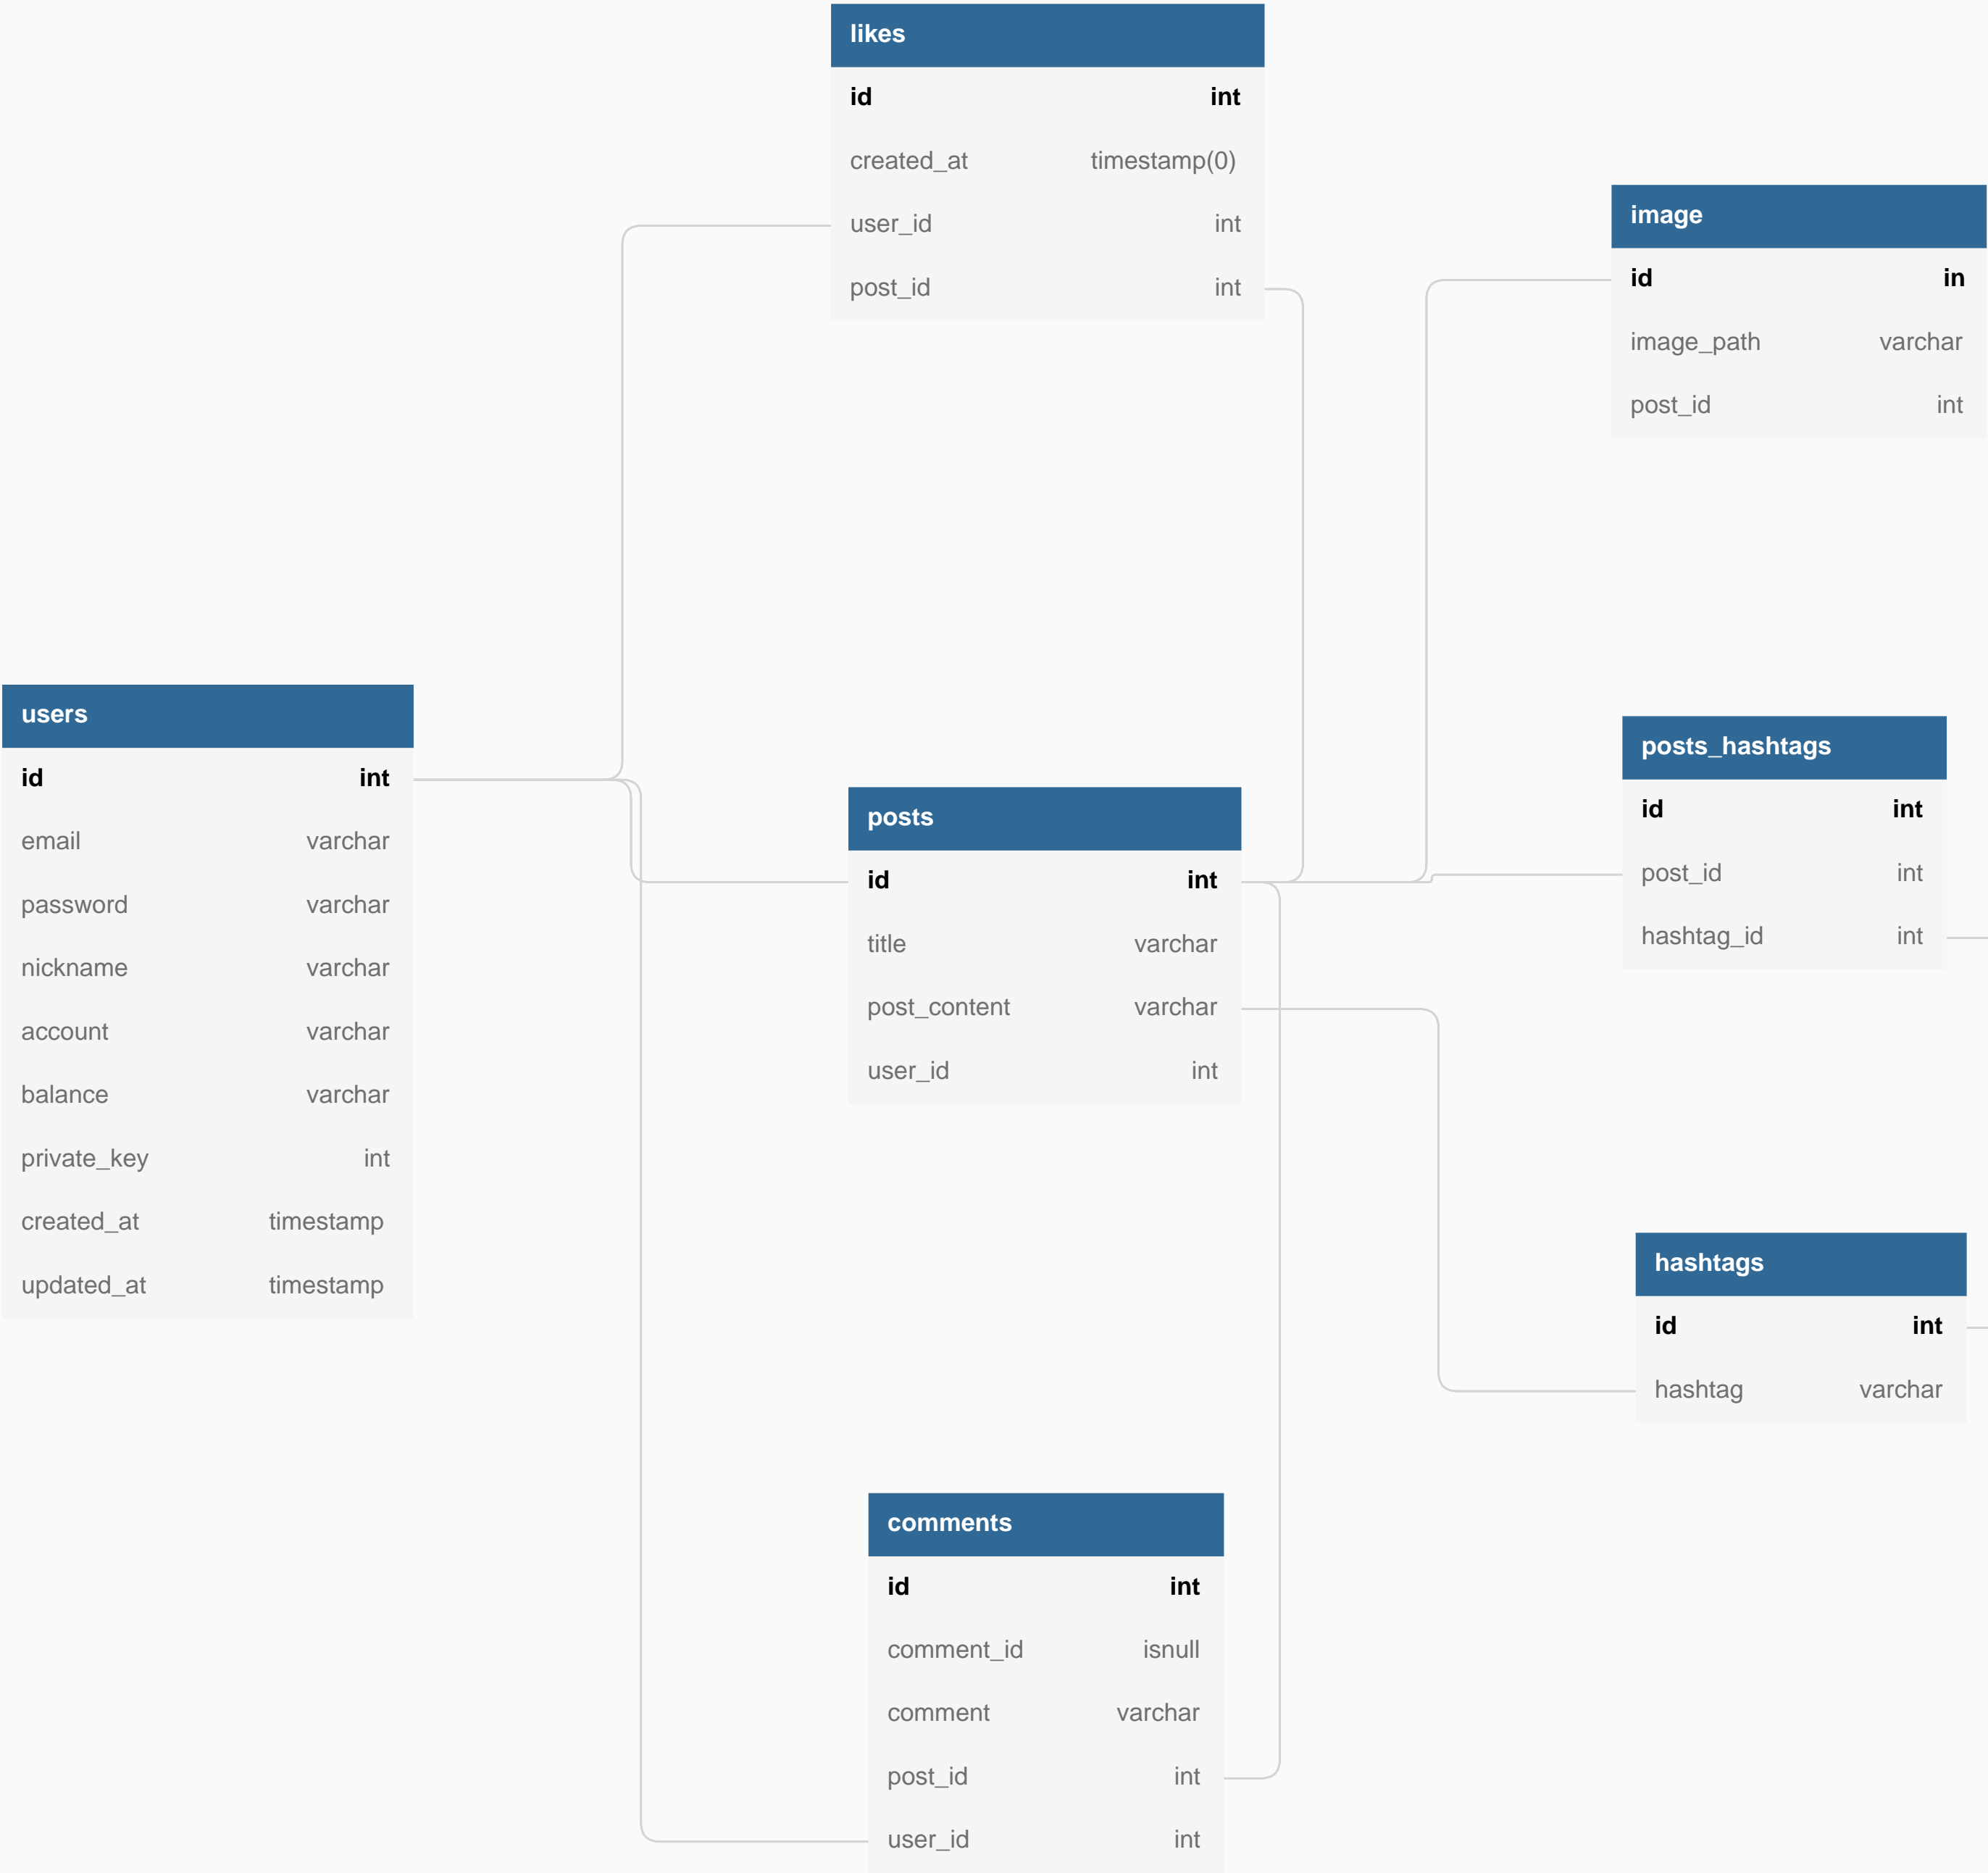 likes
id int
created_at timestamp(0)
user_id int
post_id int
image
id in
image_path varchar
post_id int
users
id int
email varchar
password varchar
nickname varchar
account varchar
balance varchar
private_key int
created_at timestamp
updated_at timestamp
posts
id int
title varchar
post_content varchar
user_id int
posts_hashtags
id int
post_id int
hashtag_id int
hashtags
id int
hashtag varchar
comments
id int
comment_id isnull
comment varchar
post_id int
user_id int